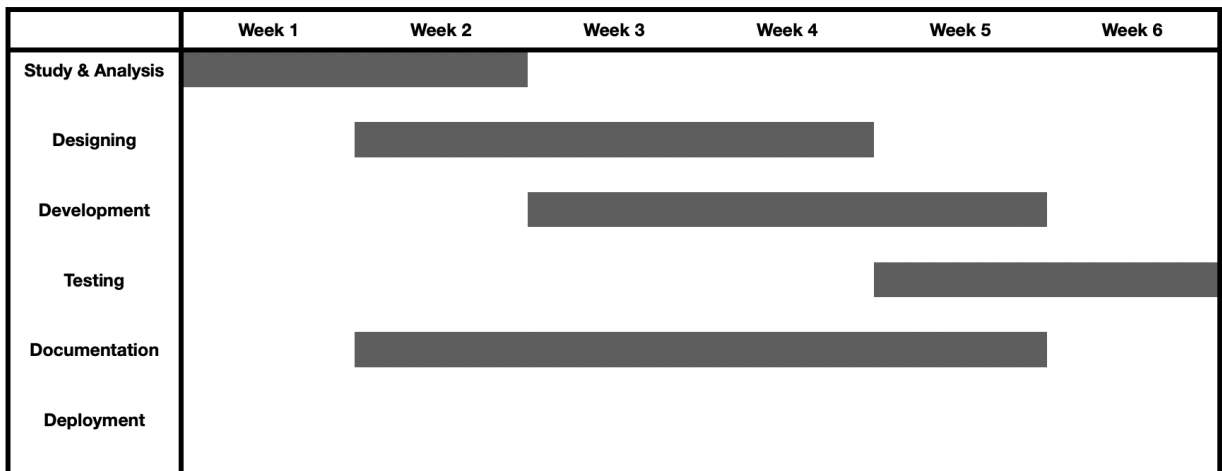 Week 1 Week 2 Week 3 Week 4 Week 5 Week 6
Study & Analysis
Designing
Development
Testing
Documentation
Deployment